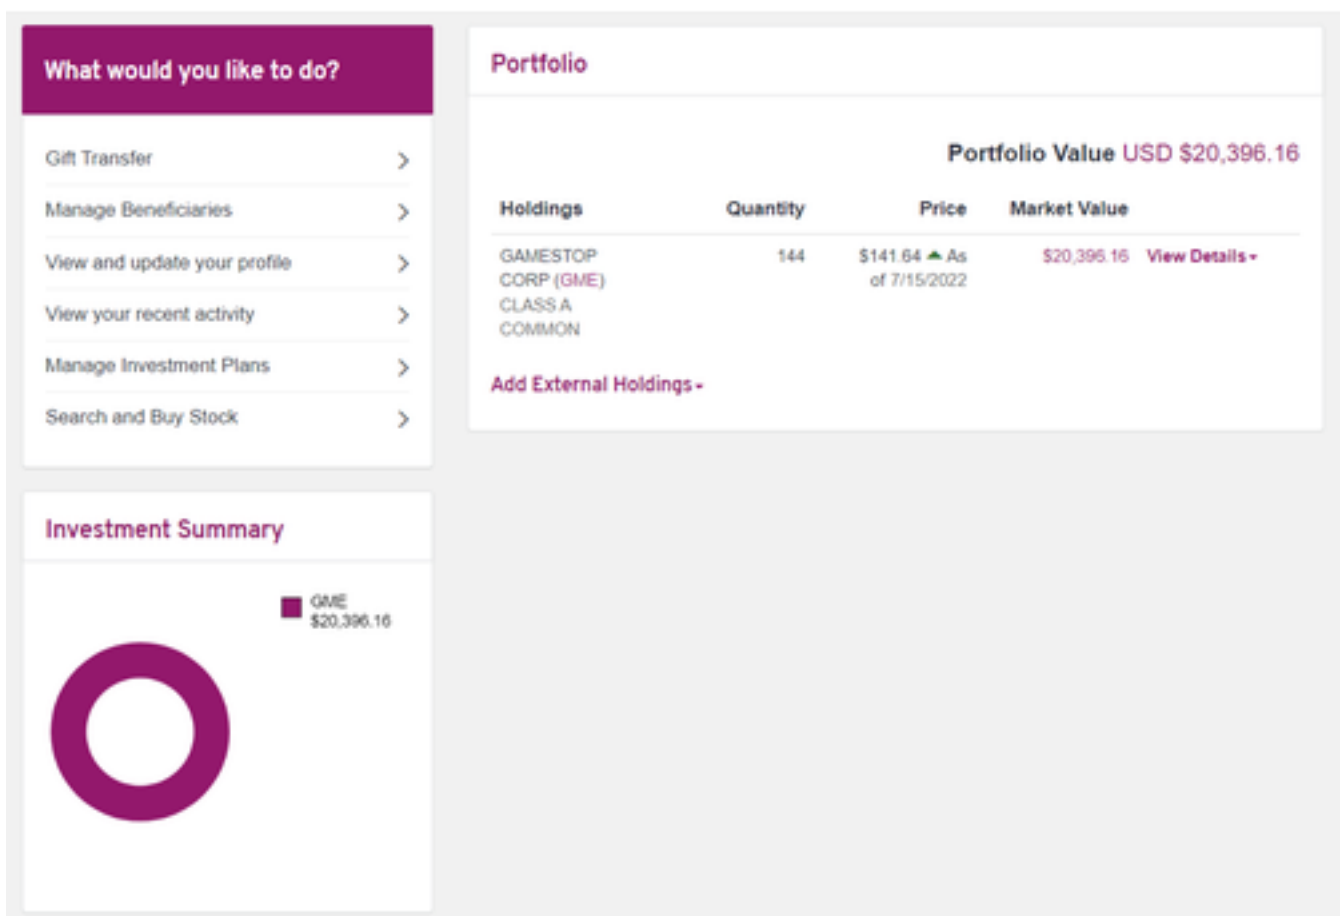 What would you like to do?
Gift Transfer
Manage Beneficiaries
View and update your profile
View your recent activity
Manage Investment Plans
Search and Buy Stock
Investment Summary
GME
$20,396.16
Portfolio
Portfolio Value USD $20,396.16
Holdings Quantity Price Market Value
GAMESTOP 144 $141.64 ▲ As $20,396.16 View Details
CORP (GME) of 7/15/2022
CLASS A
COMMON
Add External Holdings